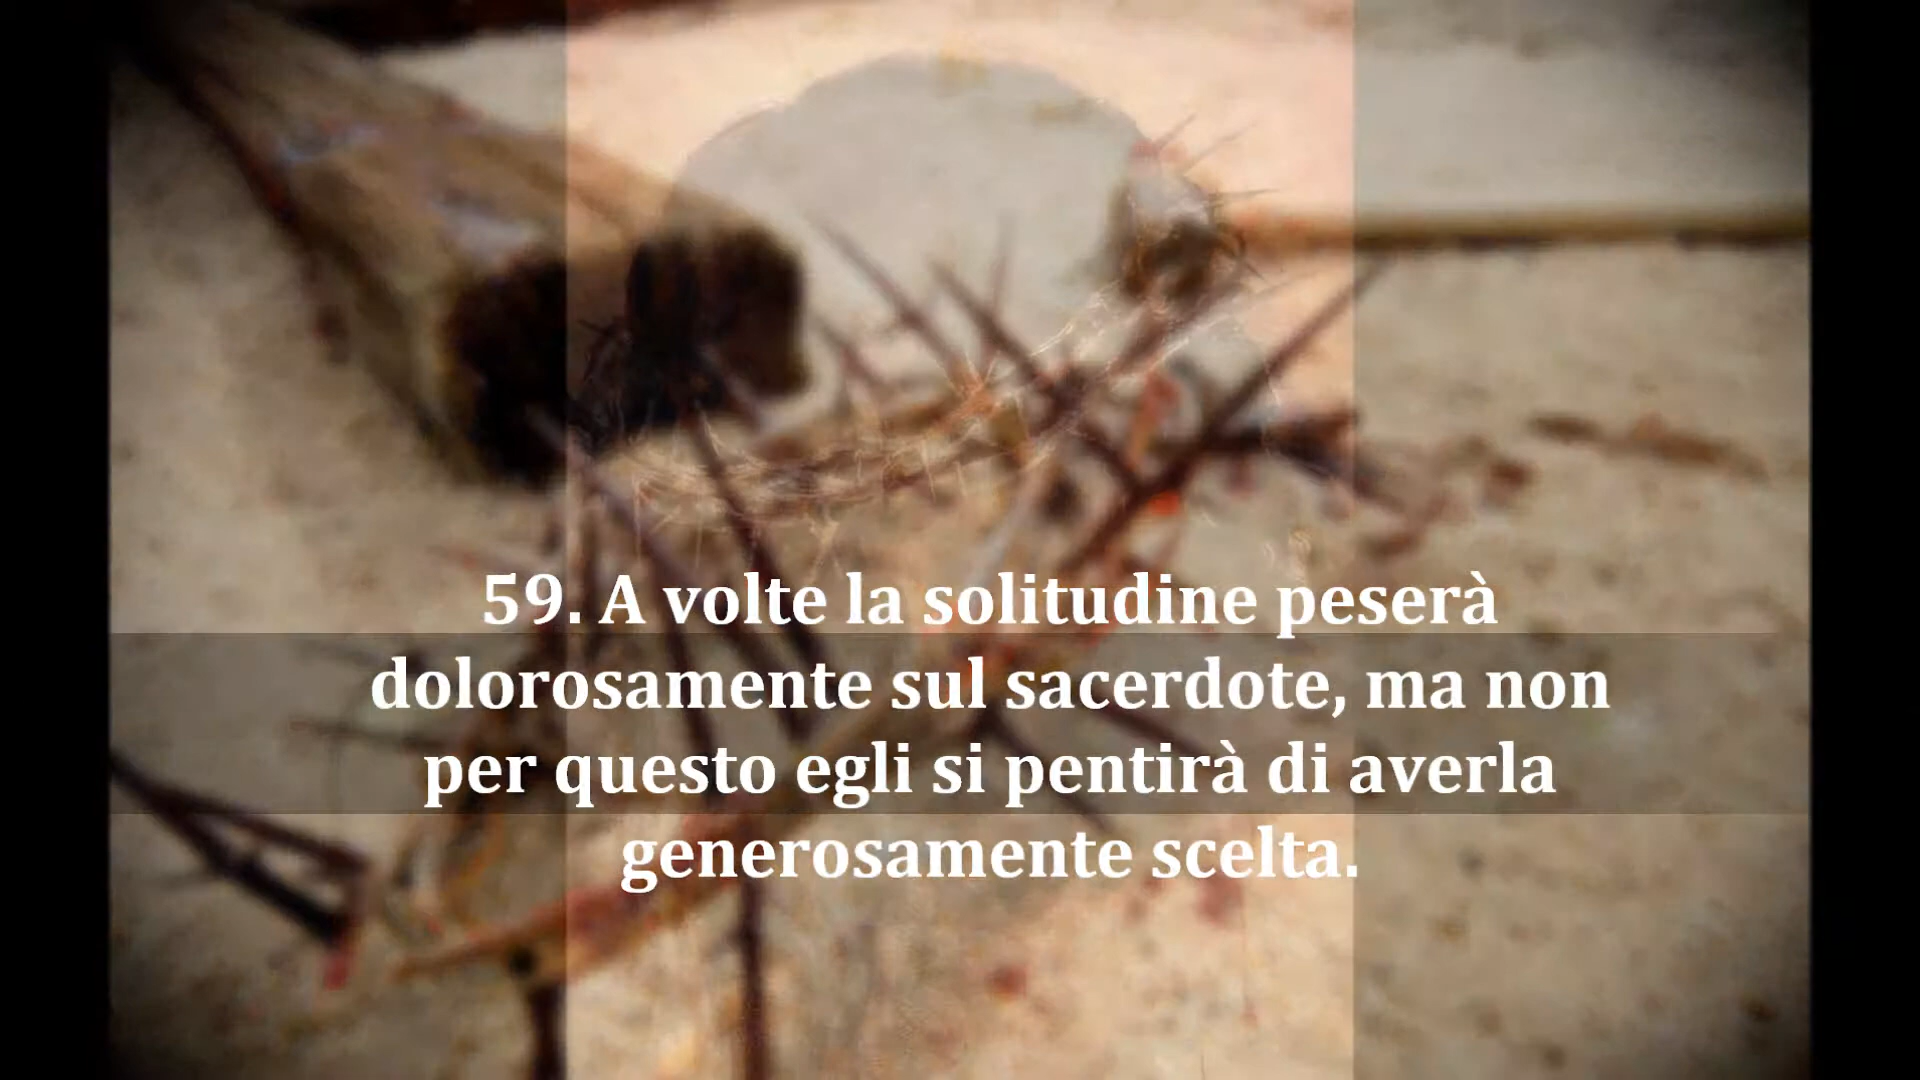 59. A volte la solitudine peserà
dolorosamente sul sacerdote, ma non
per questo egli si pentirà di averla
generosamente scelta.